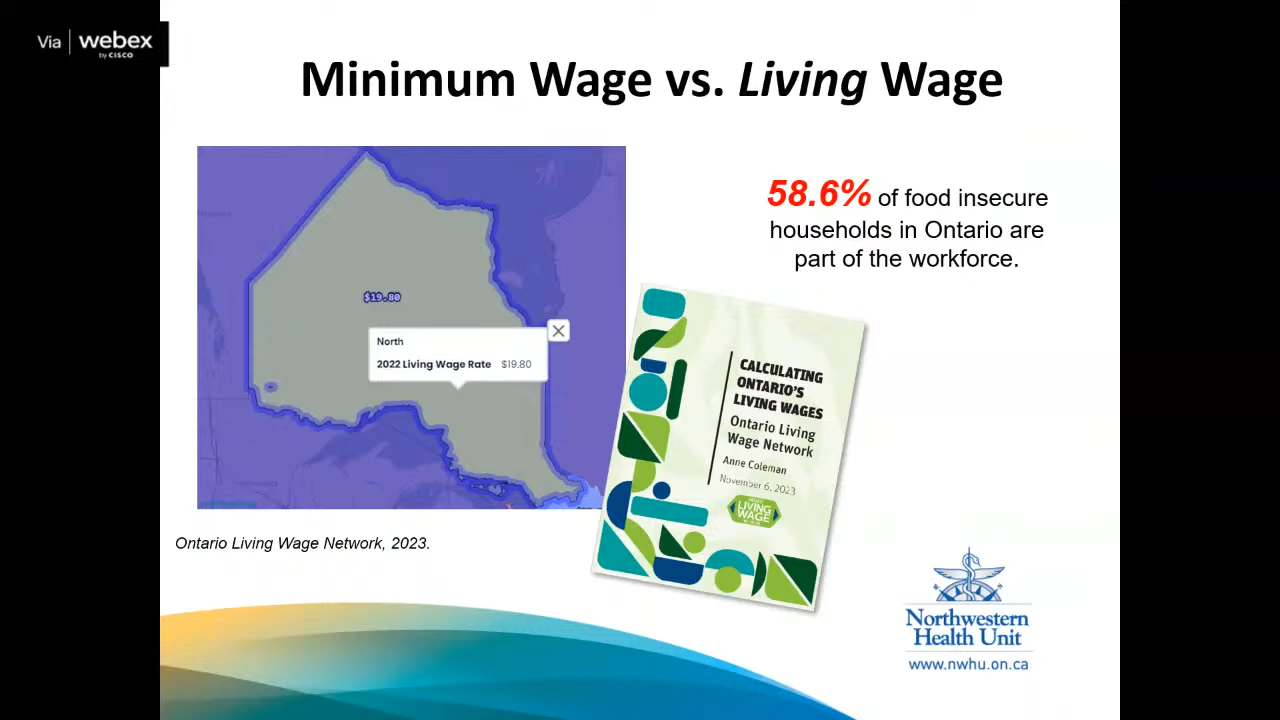 Via | webex
by CISCO
Minimum Wage vs. Living Wage
58.6% of food insecure
households in Ontario are
part of the workforce.
$19.80
North
2022 Living Wage Rate $19.80
CALCULATING
ONTARIO'S
LIVING WAGES
Ontario Living
Wage Network
Anne Coleman
November 6, 2023
LIVING
WAGE
Ontario Living Wage Network, 2023.
Northwestern
Health Unit
www.nwhu.on.ca